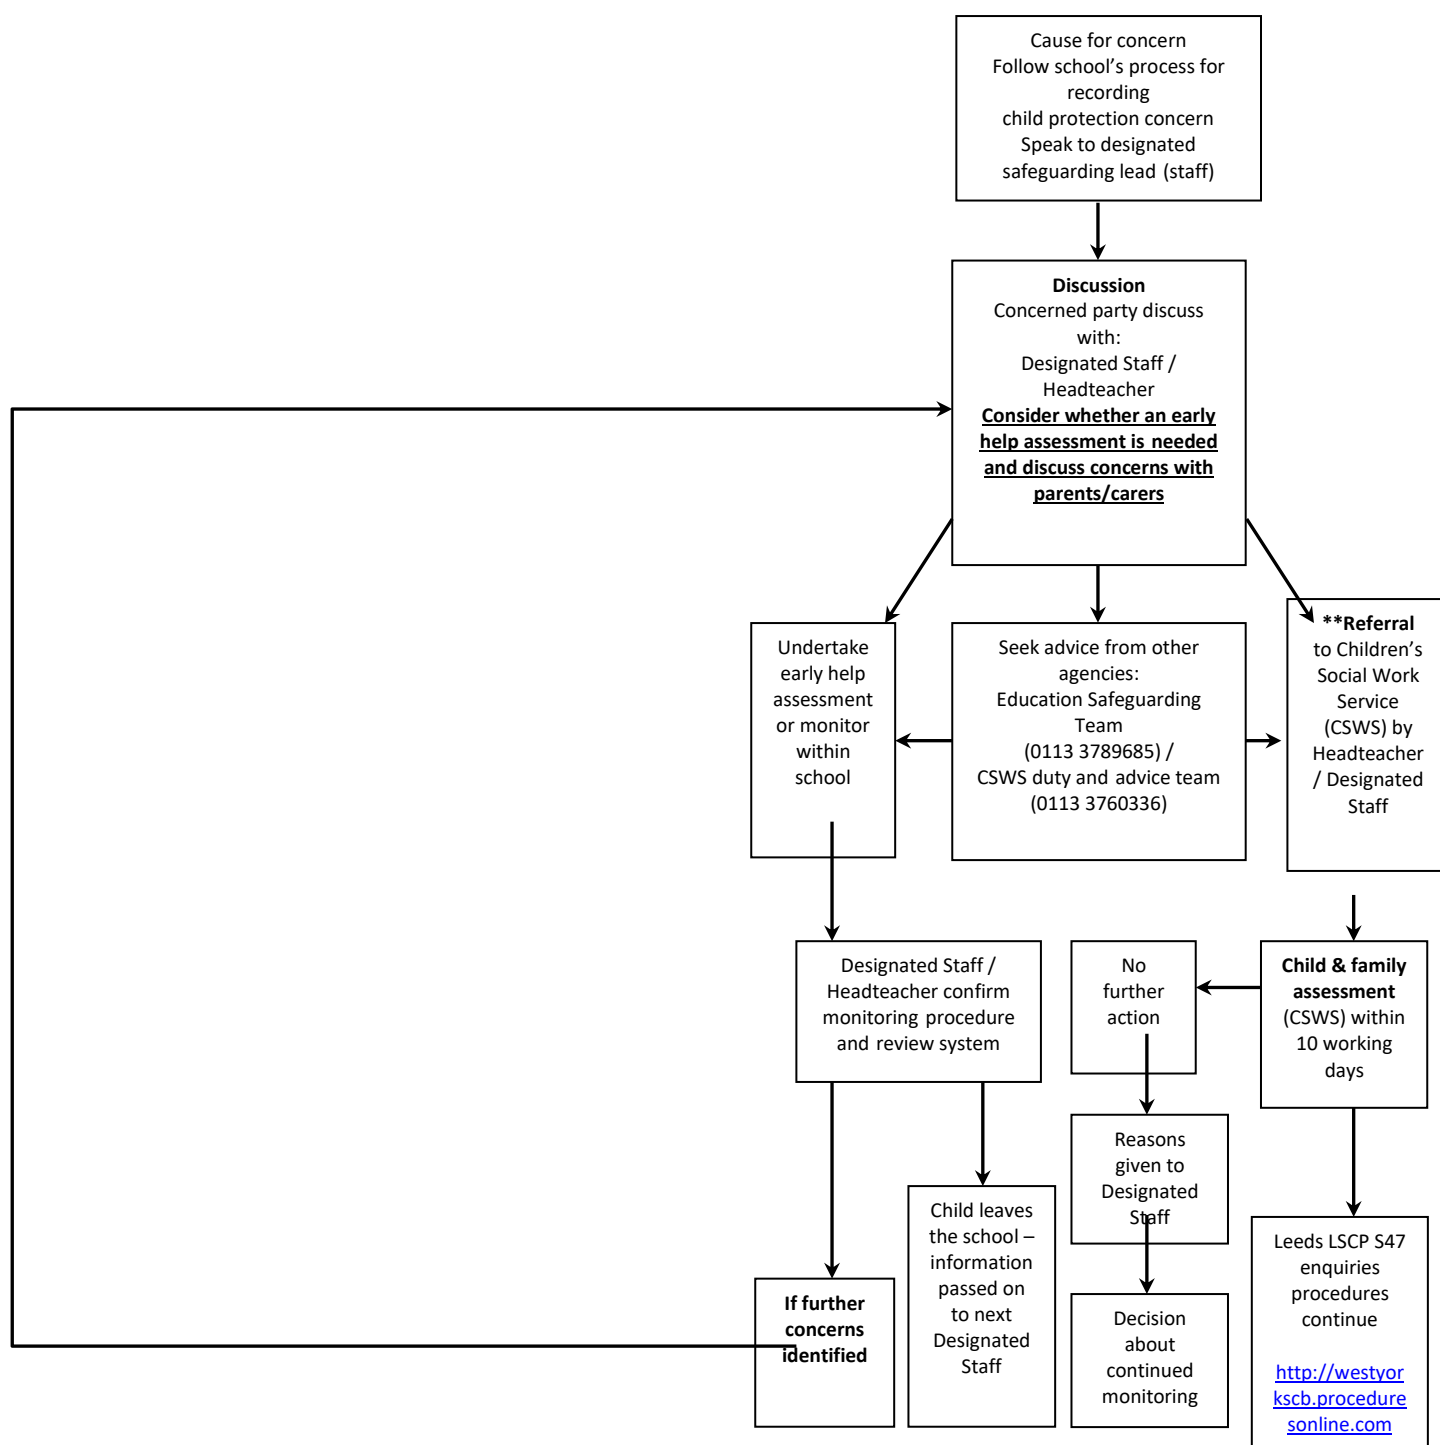 Cause for concern
Follow school’s process for
recording
child protection concern
Speak to designated
safeguarding lead (staff)
Discussion
Concerned party discuss
with:
Designated Staff /
Headteacher
Consider whether an early
help assessment is needed
and discuss concerns with
parents/carers
Undertake
early help
assessment
or monitor
within
school
Seek advice from other
agencies:
Education Safeguarding
Team
(0113 3789685) /
CSWS duty and advice team
(0113 3760336)
**Referral
to Children’s
Social Work
Service
(CSWS) by
Headteacher
/ Designated
Staff
Designated Staff /
Headteacher confirm
monitoring procedure
and review system
No
further
action
Child & family
assessment
(CSWS) within
10 working
days
Reasons
given to
Designated
Staff
Child leaves
the school –
information
passed on
to next
Designated
Staff
If further
concerns
identified
Decision
about
continued
monitoring
Leeds LSCP S47
enquiries
procedures
continue
http://westyor
kscb.procedure
sonline.com